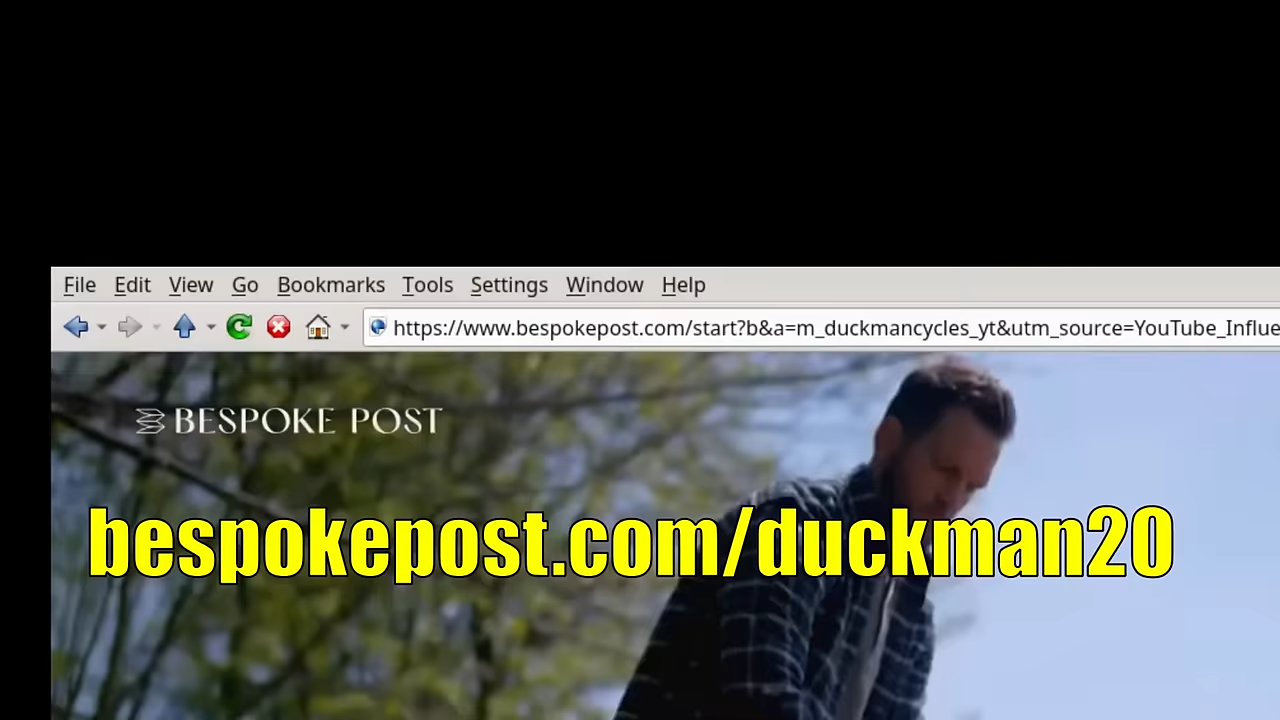 File Edit View Go Bookmarks Tools Settings Window Help
https://www.bespokepost.com/start?b&a=m_duckmancycles_yt&utm_source=YouTube_Influe
BESPOKE POST
bespokepost.com/duckman20